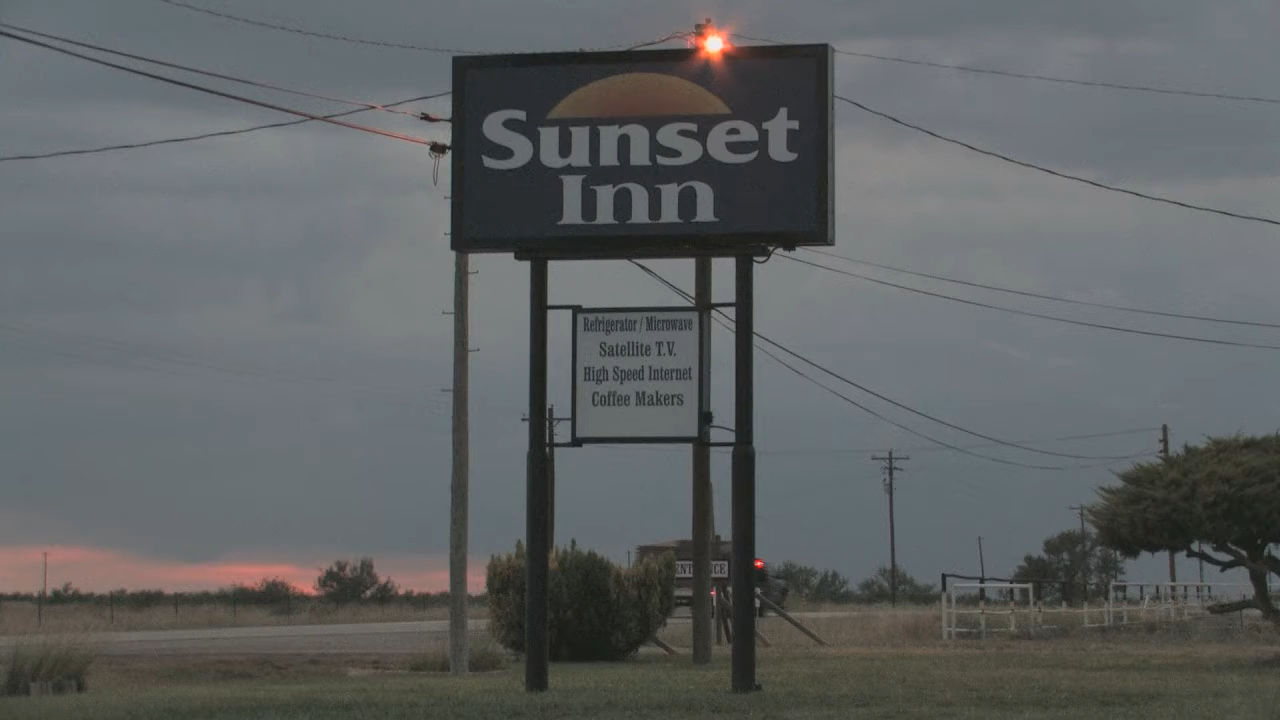 Sunset
Inn
Refrigerator / Microwave
Satellite T.V.
High Speed Internet
Coffee Makers